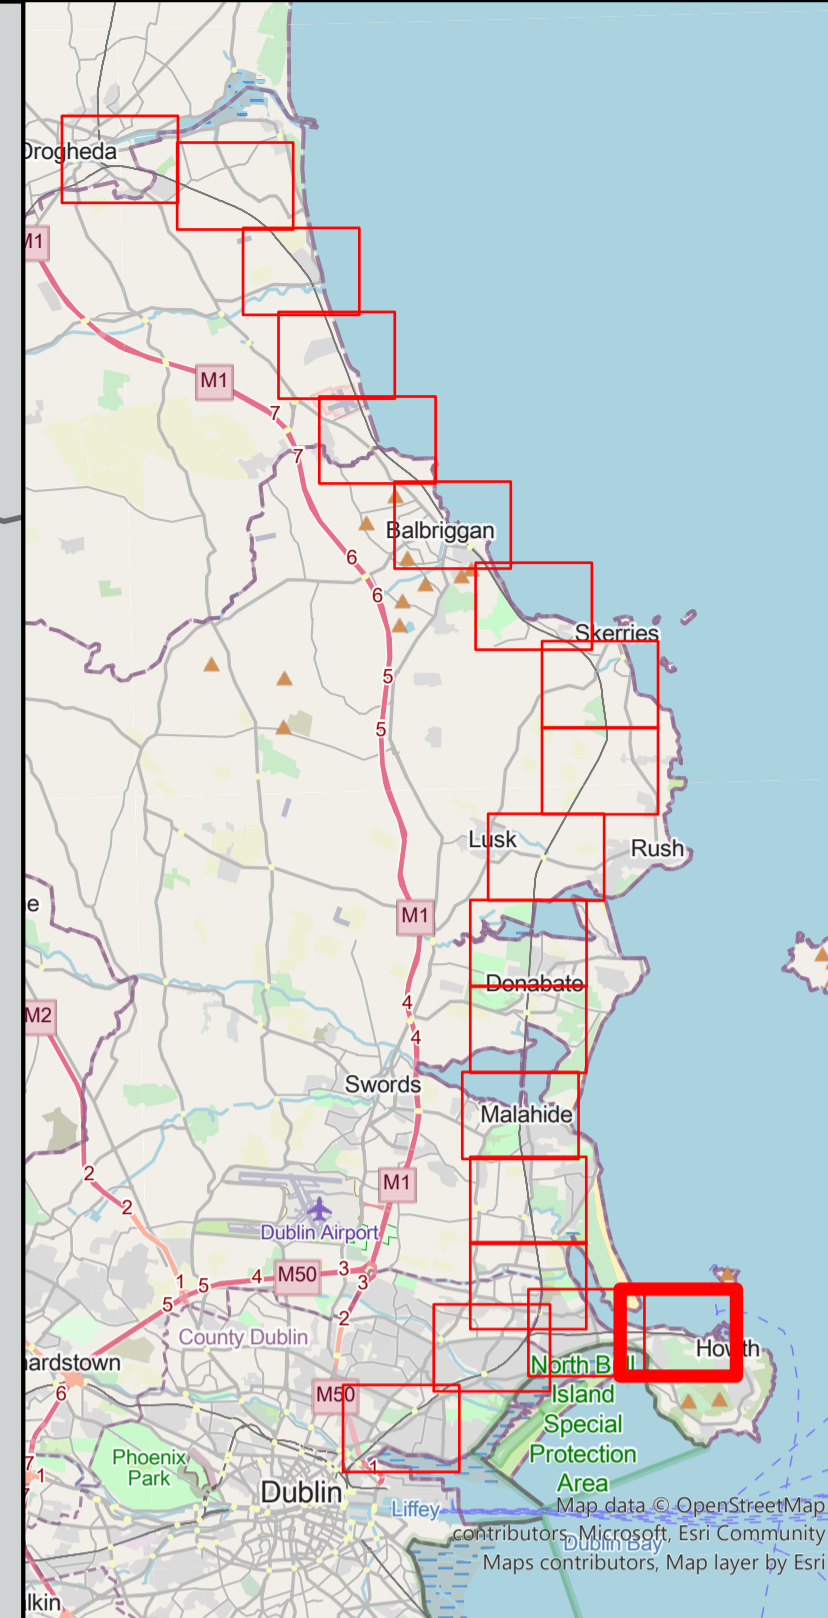 Drogheda
M1
M1
7
7
Balbriggan
6
6
Skerries
5
5
Lusk
Rush
e
M1
Donabate
M2
4
4
Swords
Malahide
2
M1
2
Dublin Airport
1
5
4
M50
3
3
5
2
County Dublin
Howth
hardstown
North Bull
Island
Special
Protection
Area
6
M50
Phoenix
Park
7
1
1
Dublin
Liffey
Map data © OpenStreetMap
contributors, Microsoft, Esri Community
Dublin Bay
Maps contributors, Map layer by Esri
lkin